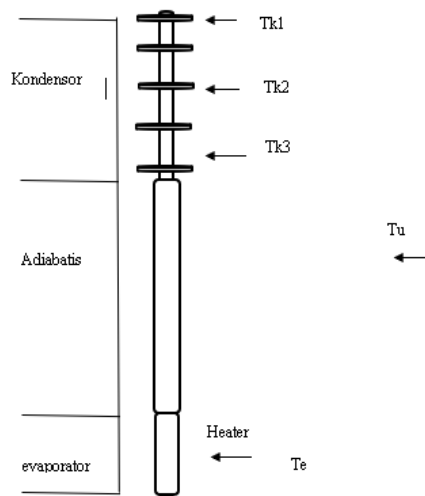 Tk1
Kondensor
Tk2
Tk3
Tu
Adiabatis
Heater
Te
evaporator